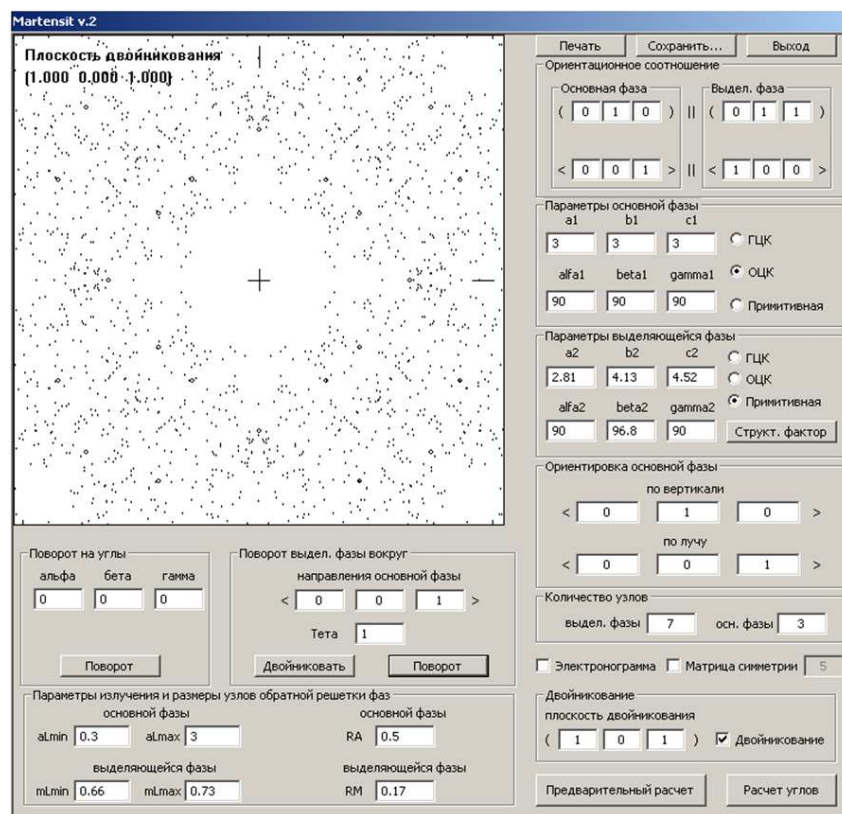 Martensit v.2
Плоскость двойникования
{1.000 0.000 1.000}
Печать Сохранить... Выход
Ориентационное соотношение
Основная фаза Выдел. фаза
( 0 1 0 ) || ( 0 1 1 )
< 0 0 1 > || < 1 0 0 >
Параметры основной фазы
a1 b1 c1
3 3 3
ГЦК
alfa1 beta1 gamma1
ОЦК
90 90 90
Примитивная
Параметры выделяющейся фазы
a2 b2 c2
ГЦК
2.81 4.13 4.52
ОЦК
alfa2 beta2 gamma2
Примитивная
90 96.8 90
Структ. фактор
Ориентировка основной фазы
по вертикали
< 0 1 0 >
по лучу
< 0 0 1 >
Количество узлов
выдел. фазы 7 осн. фазы 3
Электронограмма Матрица симметрии 5
Поворот на углы
альфа бета гамма
0 0 0
Поворот
Поворот выдел. фазы вокруг
направления основной фазы
< 0 0 1 >
Тета 1
Двойниковать Поворот
Параметры излучения и размеры узлов обратной решетки фаз
основной фазы основной фазы
aLmin 0.3 aLmax 3 RA 0.5
выделяющейся фазы выделяющейся фазы
mLmin 0.66 mLmax 0.73 RM 0.17
Двойникование
плоскость двойникования
( 1 0 1 ) Двойникование
Предварительный расчет Расчет углов